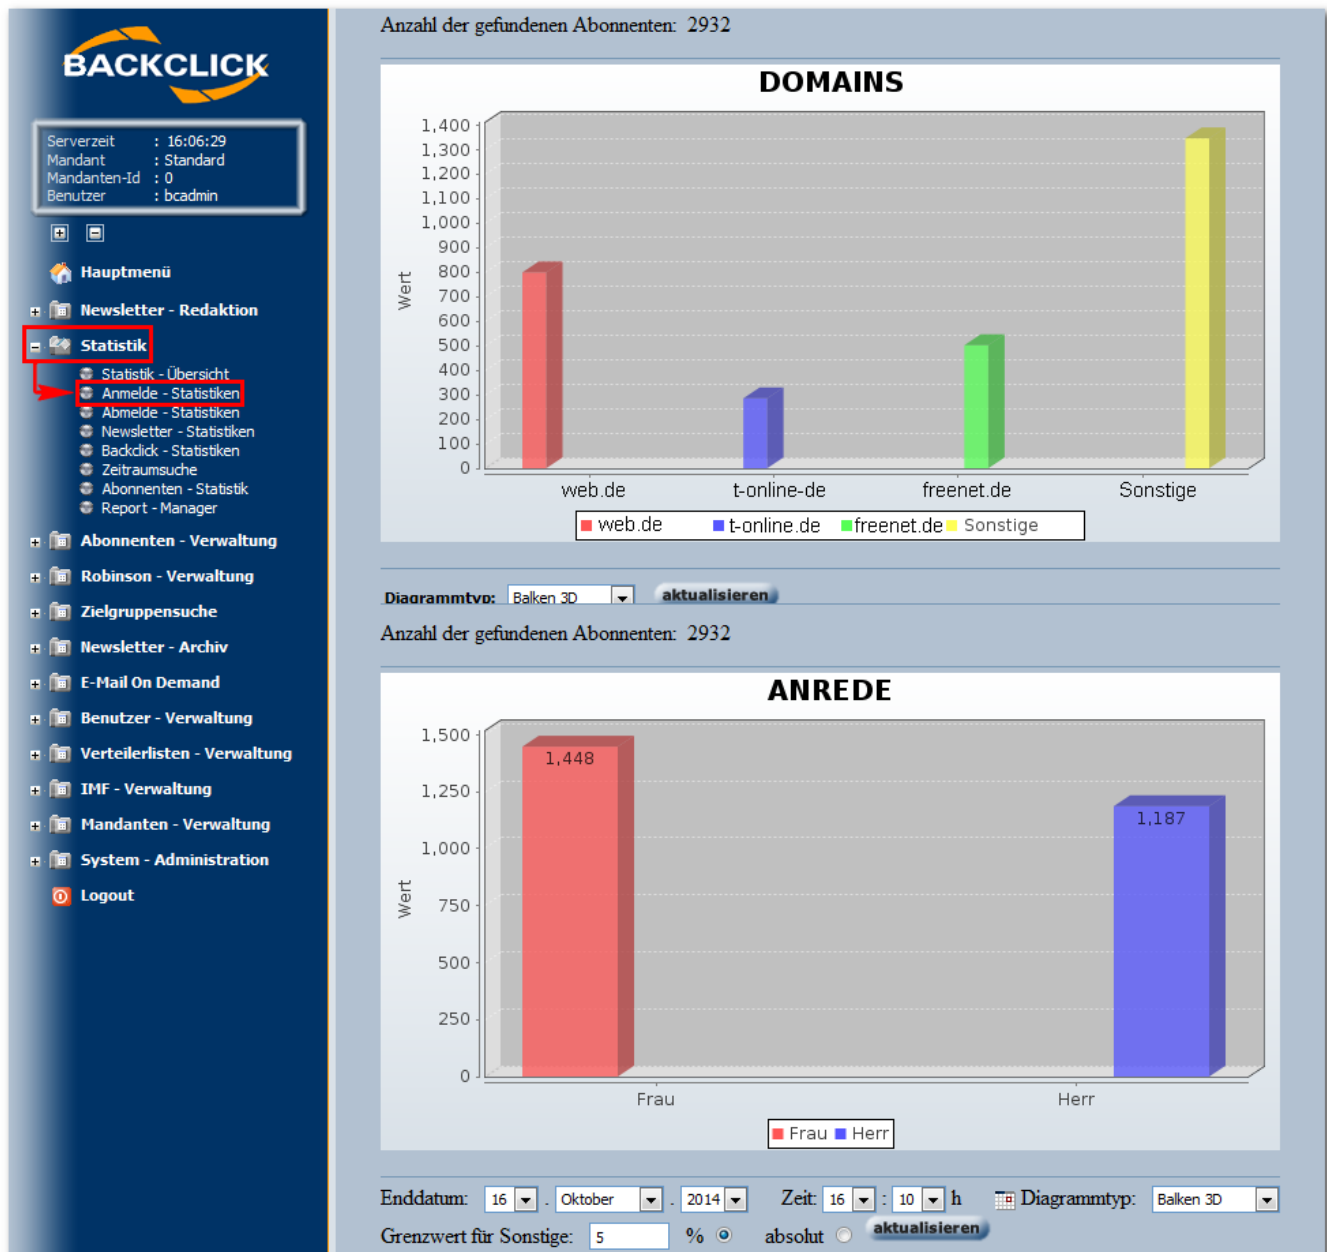 BACKCLICK
Serverzeit : 16:06:29
Mandant : Standard
Mandanten-Id : 0
Benutzer : bcadmin
Hauptmenü
Newsletter - Redaktion
Statistik
Statistik - Übersicht
Anmelde - Statistiken
Abmelde - Statistiken
Newsletter - Statistiken
Backclick - Statistiken
Zeitraumsuche
Abonnenten - Statistik
Report - Manager
Abonnenten - Verwaltung
Robinson - Verwaltung
Zielgruppensuche
Newsletter - Archiv
E-Mail On Demand
Benutzer - Verwaltung
Verteilerlisten - Verwaltung
IMF - Verwaltung
Mandanten - Verwaltung
System - Administration
Logout
Anzahl der gefundenen Abonnenten: 2932
DOMAINS
1,400
1,300
1,200
1,100
1,000
900
800
700
600
500
400
300
200
100
0
Wert
web.de t-online-de freenet.de Sonstige
web.de t-online.de freenet.de Sonstige
Diagrammtyp: Balken 3D aktualisieren
Anzahl der gefundenen Abonnenten: 2932
ANREDE
1,500
1,250
1,000
750
500
250
0
Wert
1,448
1,187
Frau Herr
Frau Herr
Enddatum: 16 . Oktober . 2014 Zeit: 16 : 10 h Diagrammtyp: Balken 3D
Grenzwert für Sonstige: 5 % absolut aktualisieren